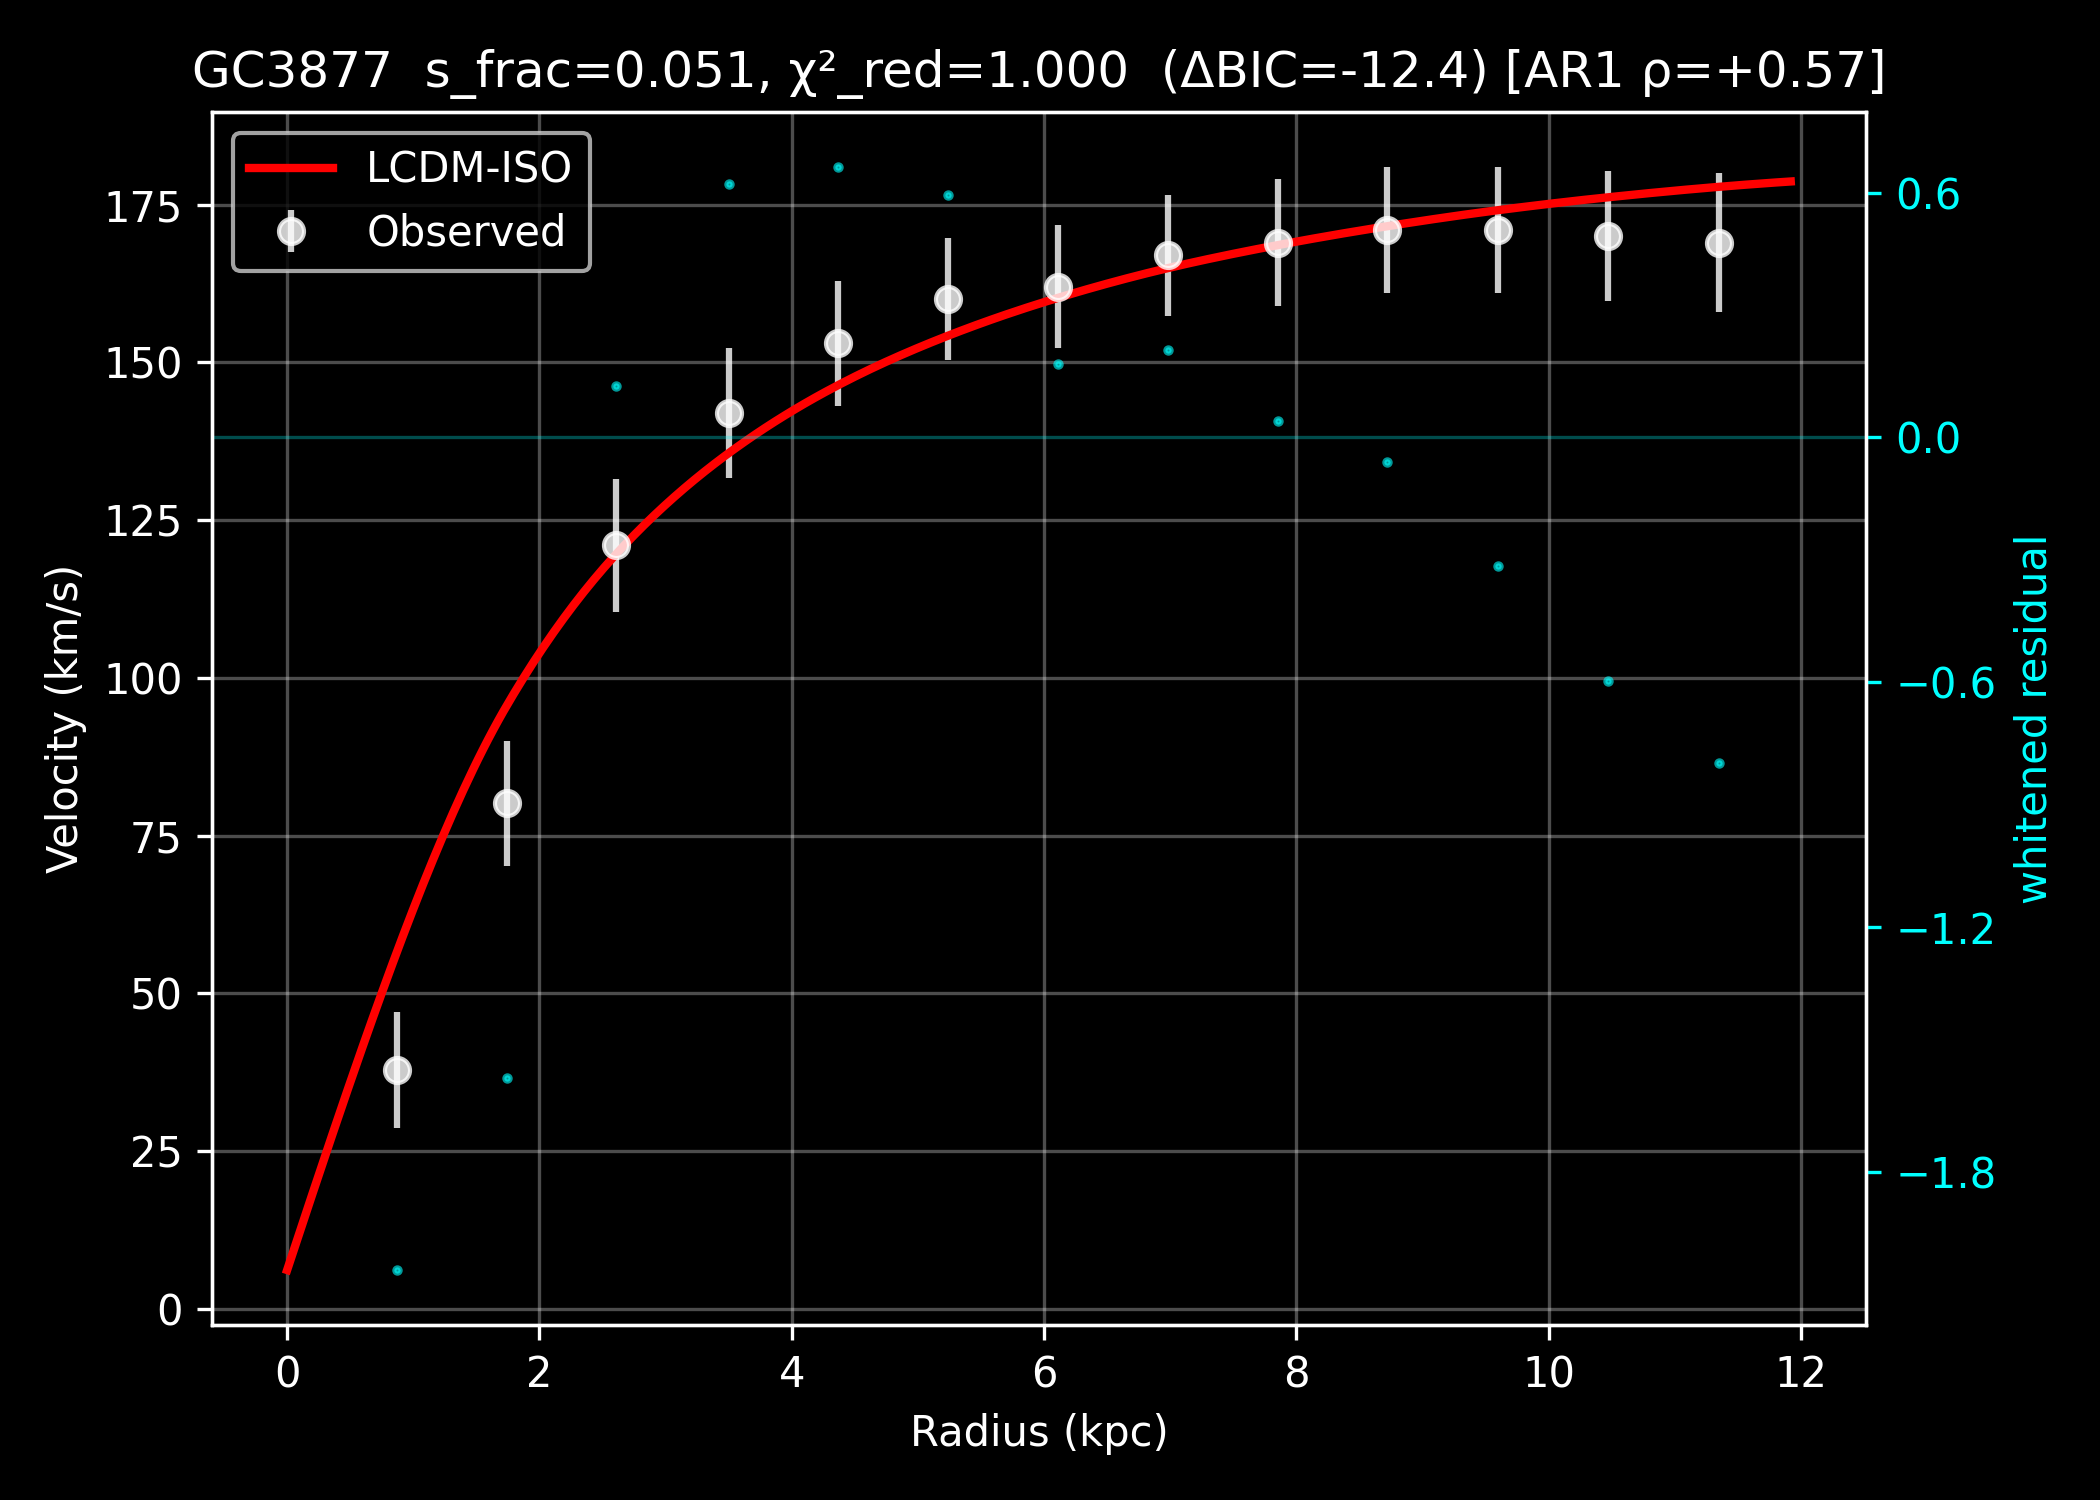 GC3877  s_frac=0.051, χ²_red=1.000  (ΔBIC=-12.4) [AR1 ρ=+0.57]
LCDM-ISO
Observed
175
150
125
100
75
50
25
0
Velocity (km/s)
0 2 4 6 8 10 12
Radius (kpc)
0.6
0.0
−0.6
−1.2
−1.8
whitened residual